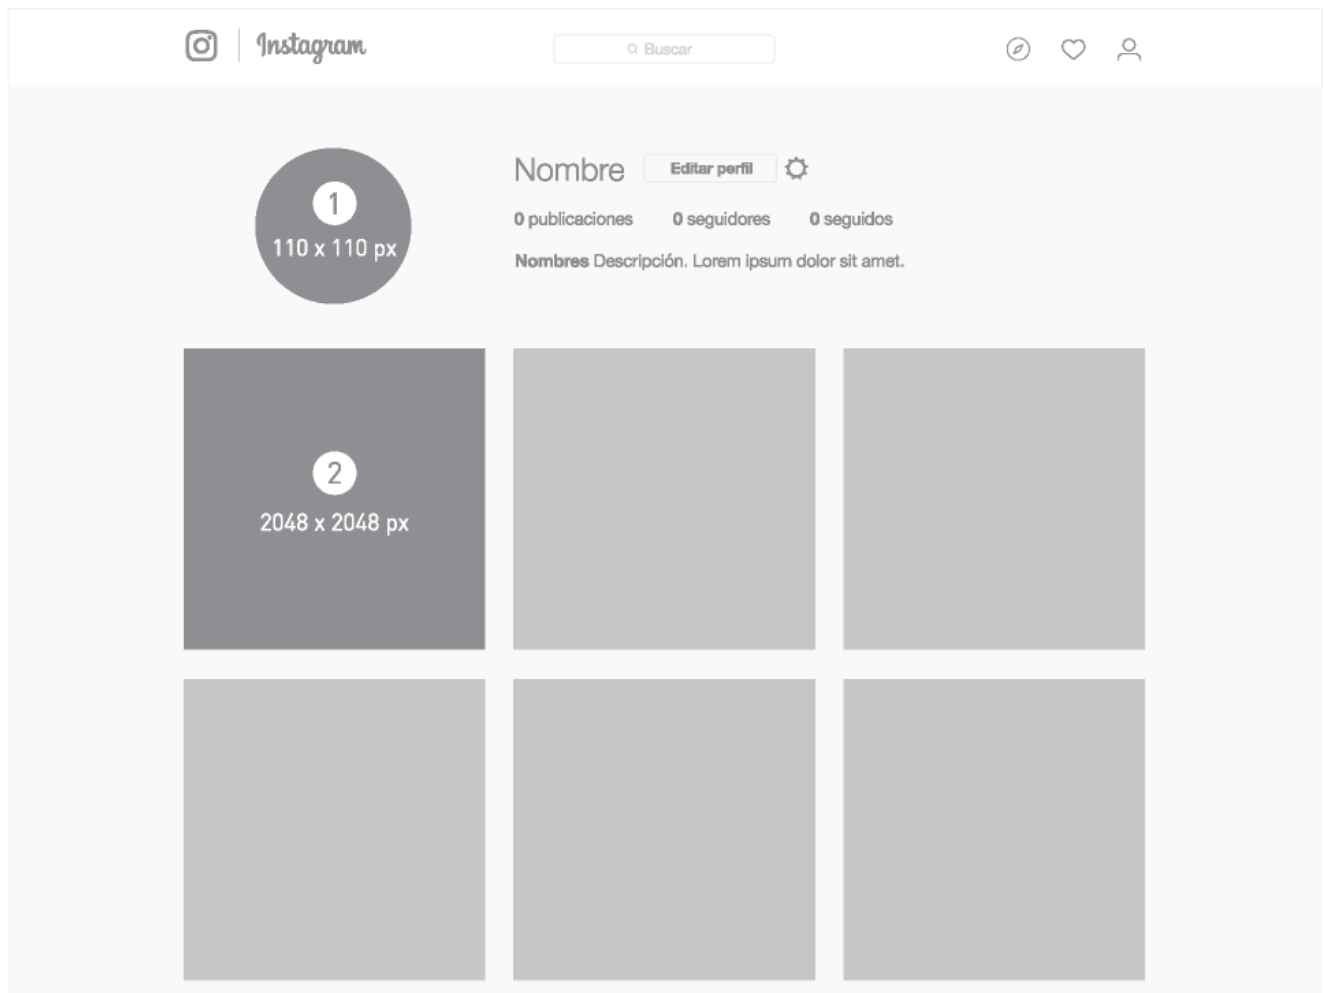 Instagram
Buscar
1
110 x 110 px
Nombre Editar perfil
0 publicaciones 0 seguidores 0 seguidos
Nombres Descripción. Lorem ipsum dolor sit amet.
2
2048 x 2048 px